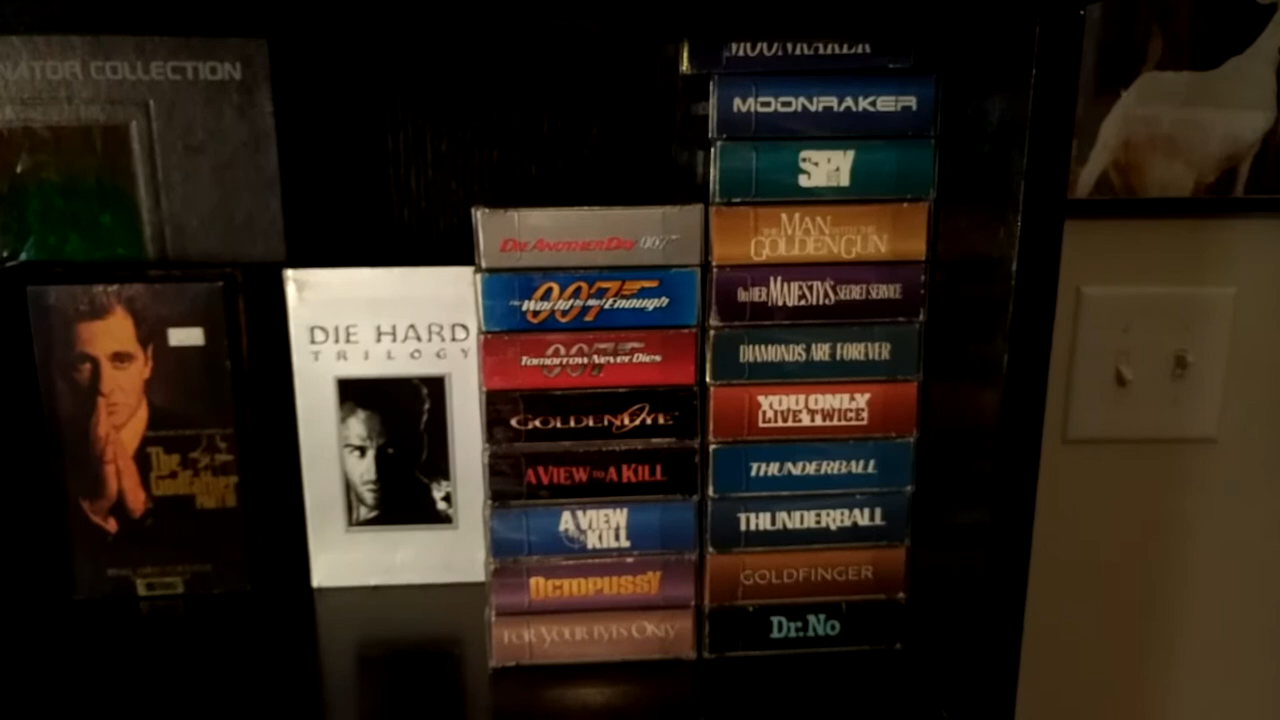 NATOR COLLECTION
The
Godfather
DIE HARD
TRILOGY
DIE ANOTHER DAY 007
007
The World Is Not Enough
007
Tomorrow Never Dies
GOLDENEYE
A VIEW TO A KILL
A VIEW
KILL
OCTOPUSSY
FOR YOUR EYES ONLY
MOONRAKER
MOONRAKER
SPY
THE MAN WITH THE
GOLDEN GUN
On HER MAJESTY'S SECRET SERVICE
DIAMONDS ARE FOREVER
YOU ONLY
LIVE TWICE
THUNDERBALL
THUNDERBALL
GOLDFINGER
Dr. No